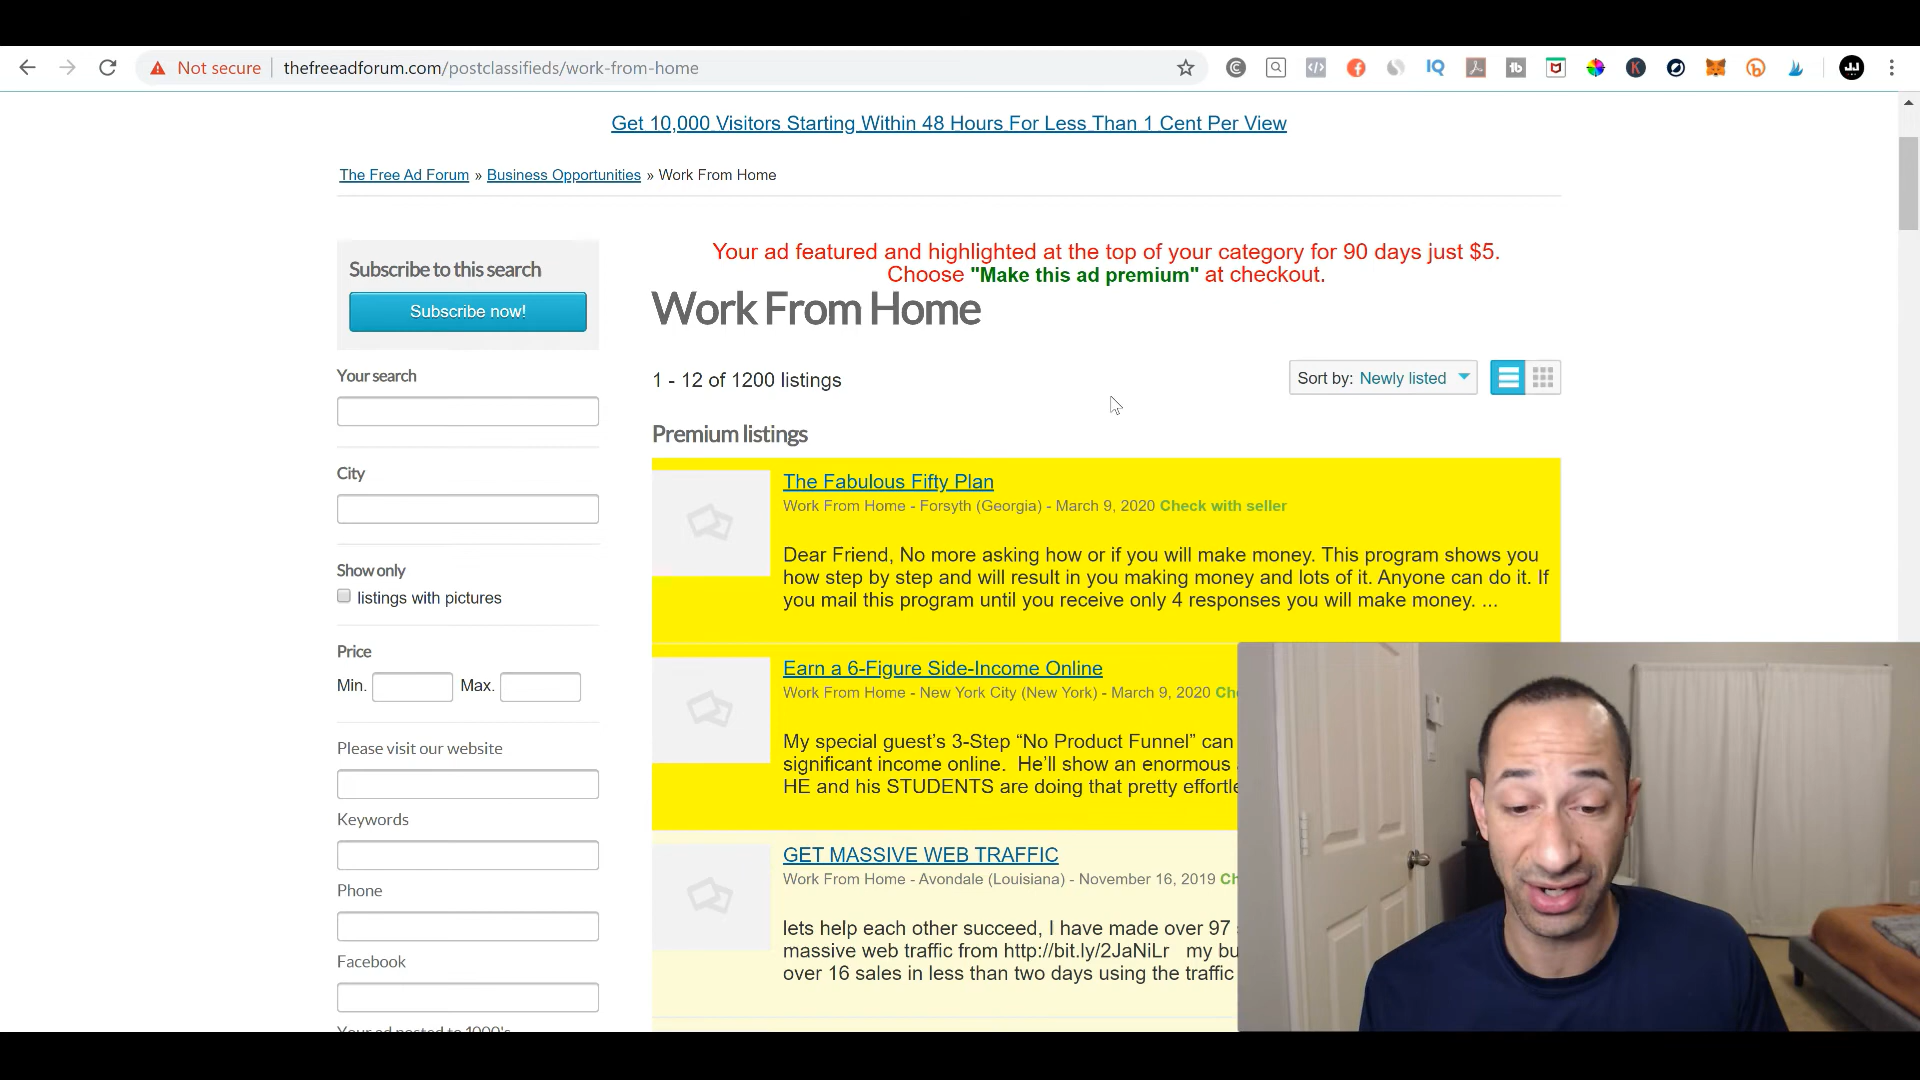 Not secure
thefreeadforum.com/postclassifieds/work-from-home
Get 10,000 Visitors Starting Within 48 Hours For Less Than 1 Cent Per View
The Free Ad Forum » Business Opportunities » Work From Home
Subscribe to this search
Subscribe now!
Your search
City
Show only
listings with pictures
Price
Min.
Max.
Please visit our website
Keywords
Phone
Facebook
Your ad posted to 1000's
Your ad featured and highlighted at the top of your category for 90 days just $5.
Choose "Make this ad premium" at checkout.
Work From Home
1 - 12 of 1200 listings
Sort by: Newly listed
Premium listings
The Fabulous Fifty Plan
Work From Home - Forsyth (Georgia) - March 9, 2020 Check with seller
Dear Friend, No more asking how or if you will make money. This program shows you
how step by step and will result in you making money and lots of it. Anyone can do it. If
you mail this program until you receive only 4 responses you will make money. ...
Earn a 6-Figure Side-Income Online
Work From Home - New York City (New York) - March 9, 2020
My special guest's 3-Step “No Product Funnel” can
significant income online. He'll show an enormous
HE and his STUDENTS are doing that pretty
GET MASSIVE WEB TRAFFIC
Work From Home - Avondale (Louisiana) - November 16, 2019
lets help each other succeed, I have made over 97
massive web traffic from http://bit.ly/2JaNiLr my
over 16 sales in less than two days using the traffic